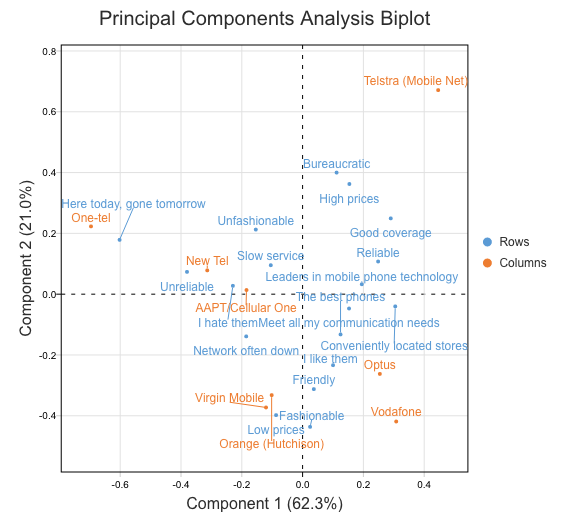 Principal Components Analysis Biplot
0.8
Telstra (Mobile Net)
0.6
Bureaucratic
0.4
High prices
Here today, gone tomorrow
One-tel
Unfashionable
Good coverage
0.2
Slow service
Reliable
New Tel
Leaders in mobile phone technology
Unreliable
The best phones
0.0
AAPT/Cellular One
I hate them
Meet all my communication needs
Conveniently located stores
Network often down
I like them
-0.2
Optus
Friendly
Virgin Mobile
Vodafone
Fashionable
-0.4
Low prices
Orange (Hutchison)
-0.6
-0.4
-0.2
0.0
0.2
0.4
Component 1 (62.3%)
Component 2 (21.0%)
Rows
Columns